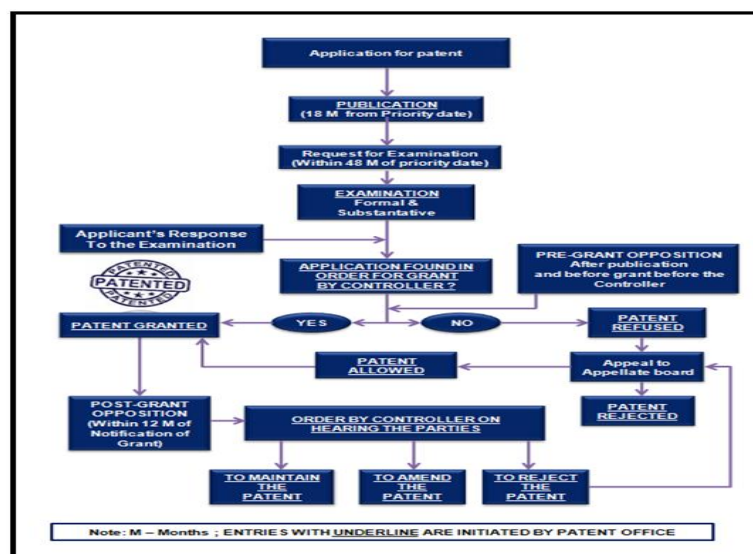 Application for patent
PUBLICATION
(18 M from Priority date)
Request for Examination
(Within 48 M of priority date)
EXAMINATION
Formal &
Substantative
Applicant's Response
To the Examination
PRE-GRANT OPPOSITION
After publication
and before grant before the
Controller
APPLICATION FOUND IN
ORDER FOR GRANT
BY CONTROLLER ?
PATENTED
PATENTED
PATENTED
PATENT GRANTED
YES
NO
PATENT
REFUSED
PATENT
ALLOWED
Appeal to
Appellate board
PATENT
REJECTED
POST-GRANT
OPPOSITION
(Within 12 M of
Notification of
Grant)
ORDER BY CONTROLLER ON
HEARING THE PARTIES
TO MAINTAIN
THE
PATENT
TO AMEND
THE
PATENT
TO REJECT
THE
PATENT
Note: M – Months ; ENTRIES WITH UNDERLINE ARE INITIATED BY PATENT OFFICE